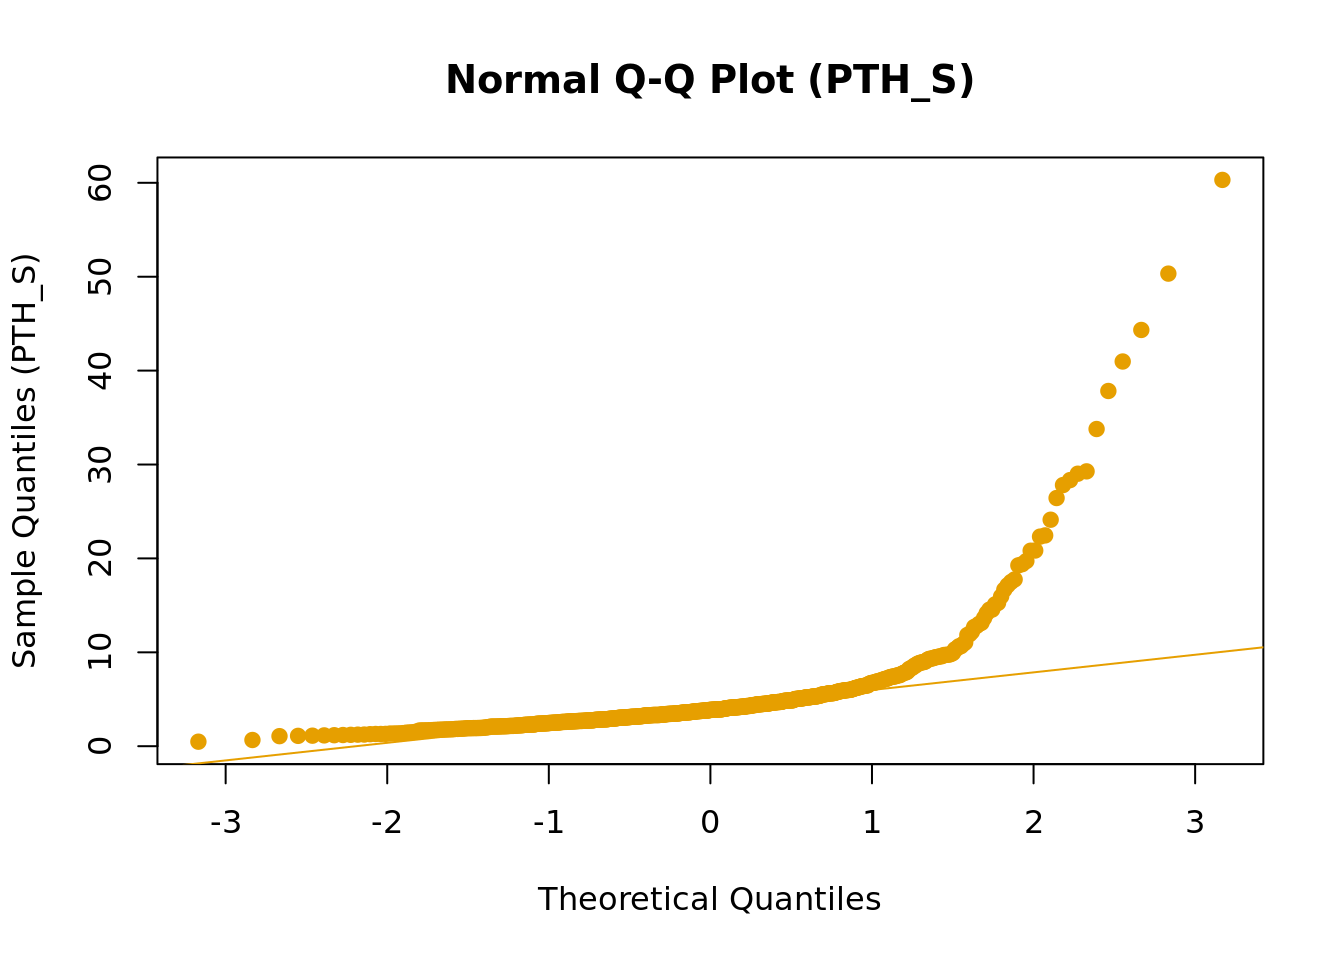 Normal Q-Q Plot (PTH_S)
Sample Quantiles (PTH_S)
60
50
40
30
20
10
0
-3 -2 -1 0 1 2 3
Theoretical Quantiles